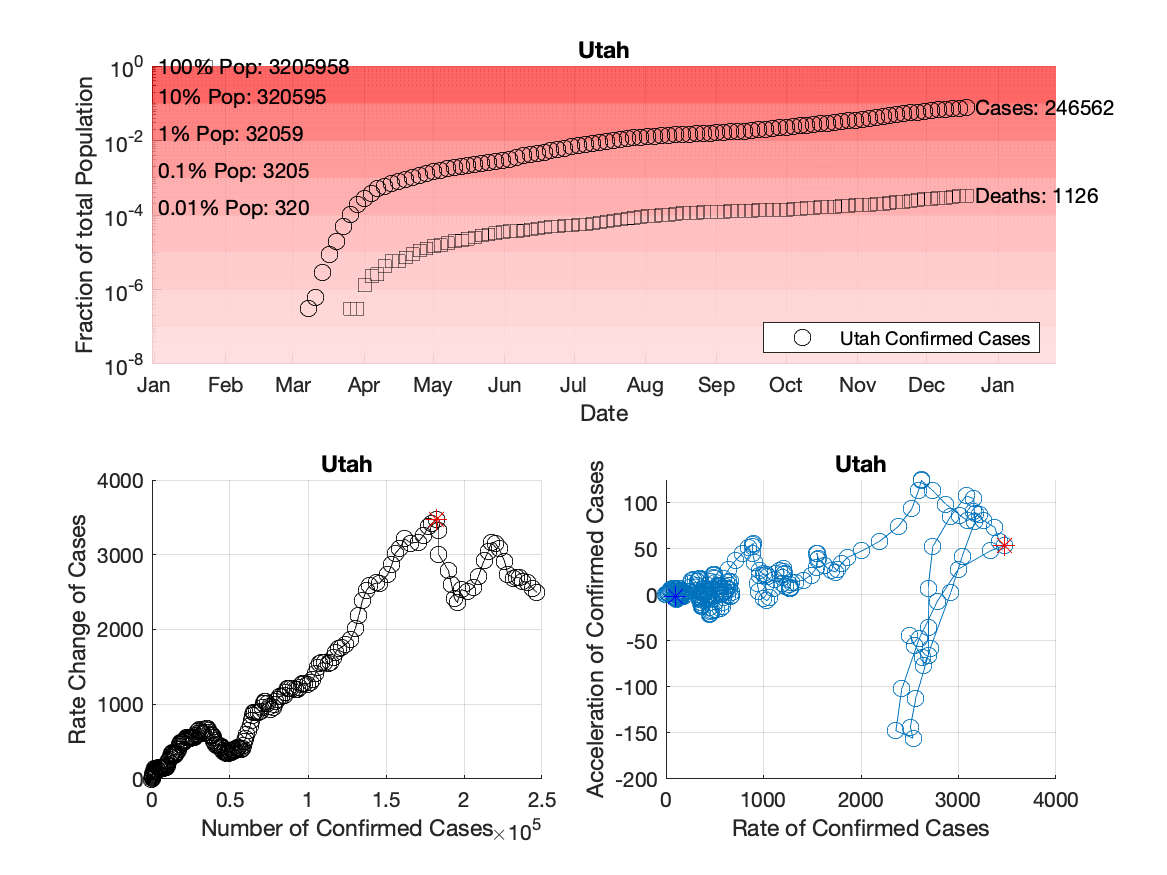 Utah
Fraction of total Population
10^0
10^-2
10^-4
10^-6
10^-8
100% Pop: 3205958
10% Pop: 320595
1% Pop: 32059
0.1% Pop: 3205
0.01% Pop: 320
Cases: 246562
Deaths: 1126
Utah Confirmed Cases
Jan Feb Mar Apr May Jun Jul Aug Sep Oct Nov Dec Jan
Date
Utah
Rate Change of Cases
4000
3000
2000
1000
0
0 0.5 1 1.5 2 2.5
Number of Confirmed Cases ×10^5
Utah
Acceleration of Confirmed Cases
100
50
0
-50
-100
-150
-200
0 1000 2000 3000 4000
Rate of Confirmed Cases